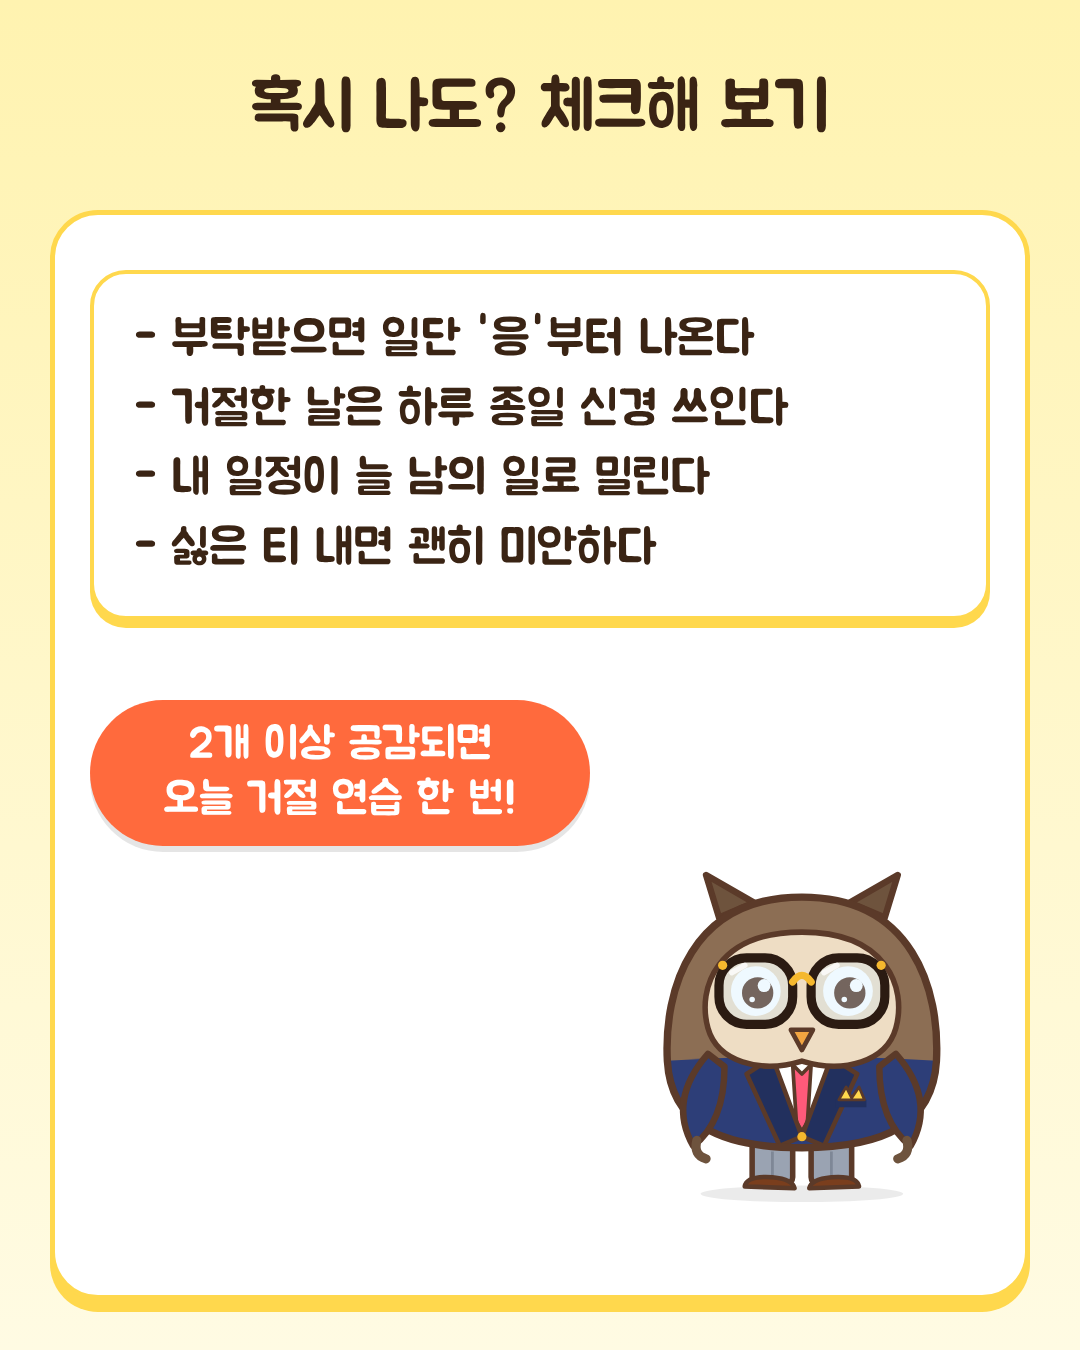 혹시 나도? 체크해 보기
- 부탁받으면 일단 '응'부터 나온다
- 거절한 날은 하루 종일 신경 쓰인다
- 내 일정이 늘 남의 일로 밀린다
- 싫은 티 내면 괜히 미안하다
2개 이상 공감되면
오늘 거절 연습 한 번!